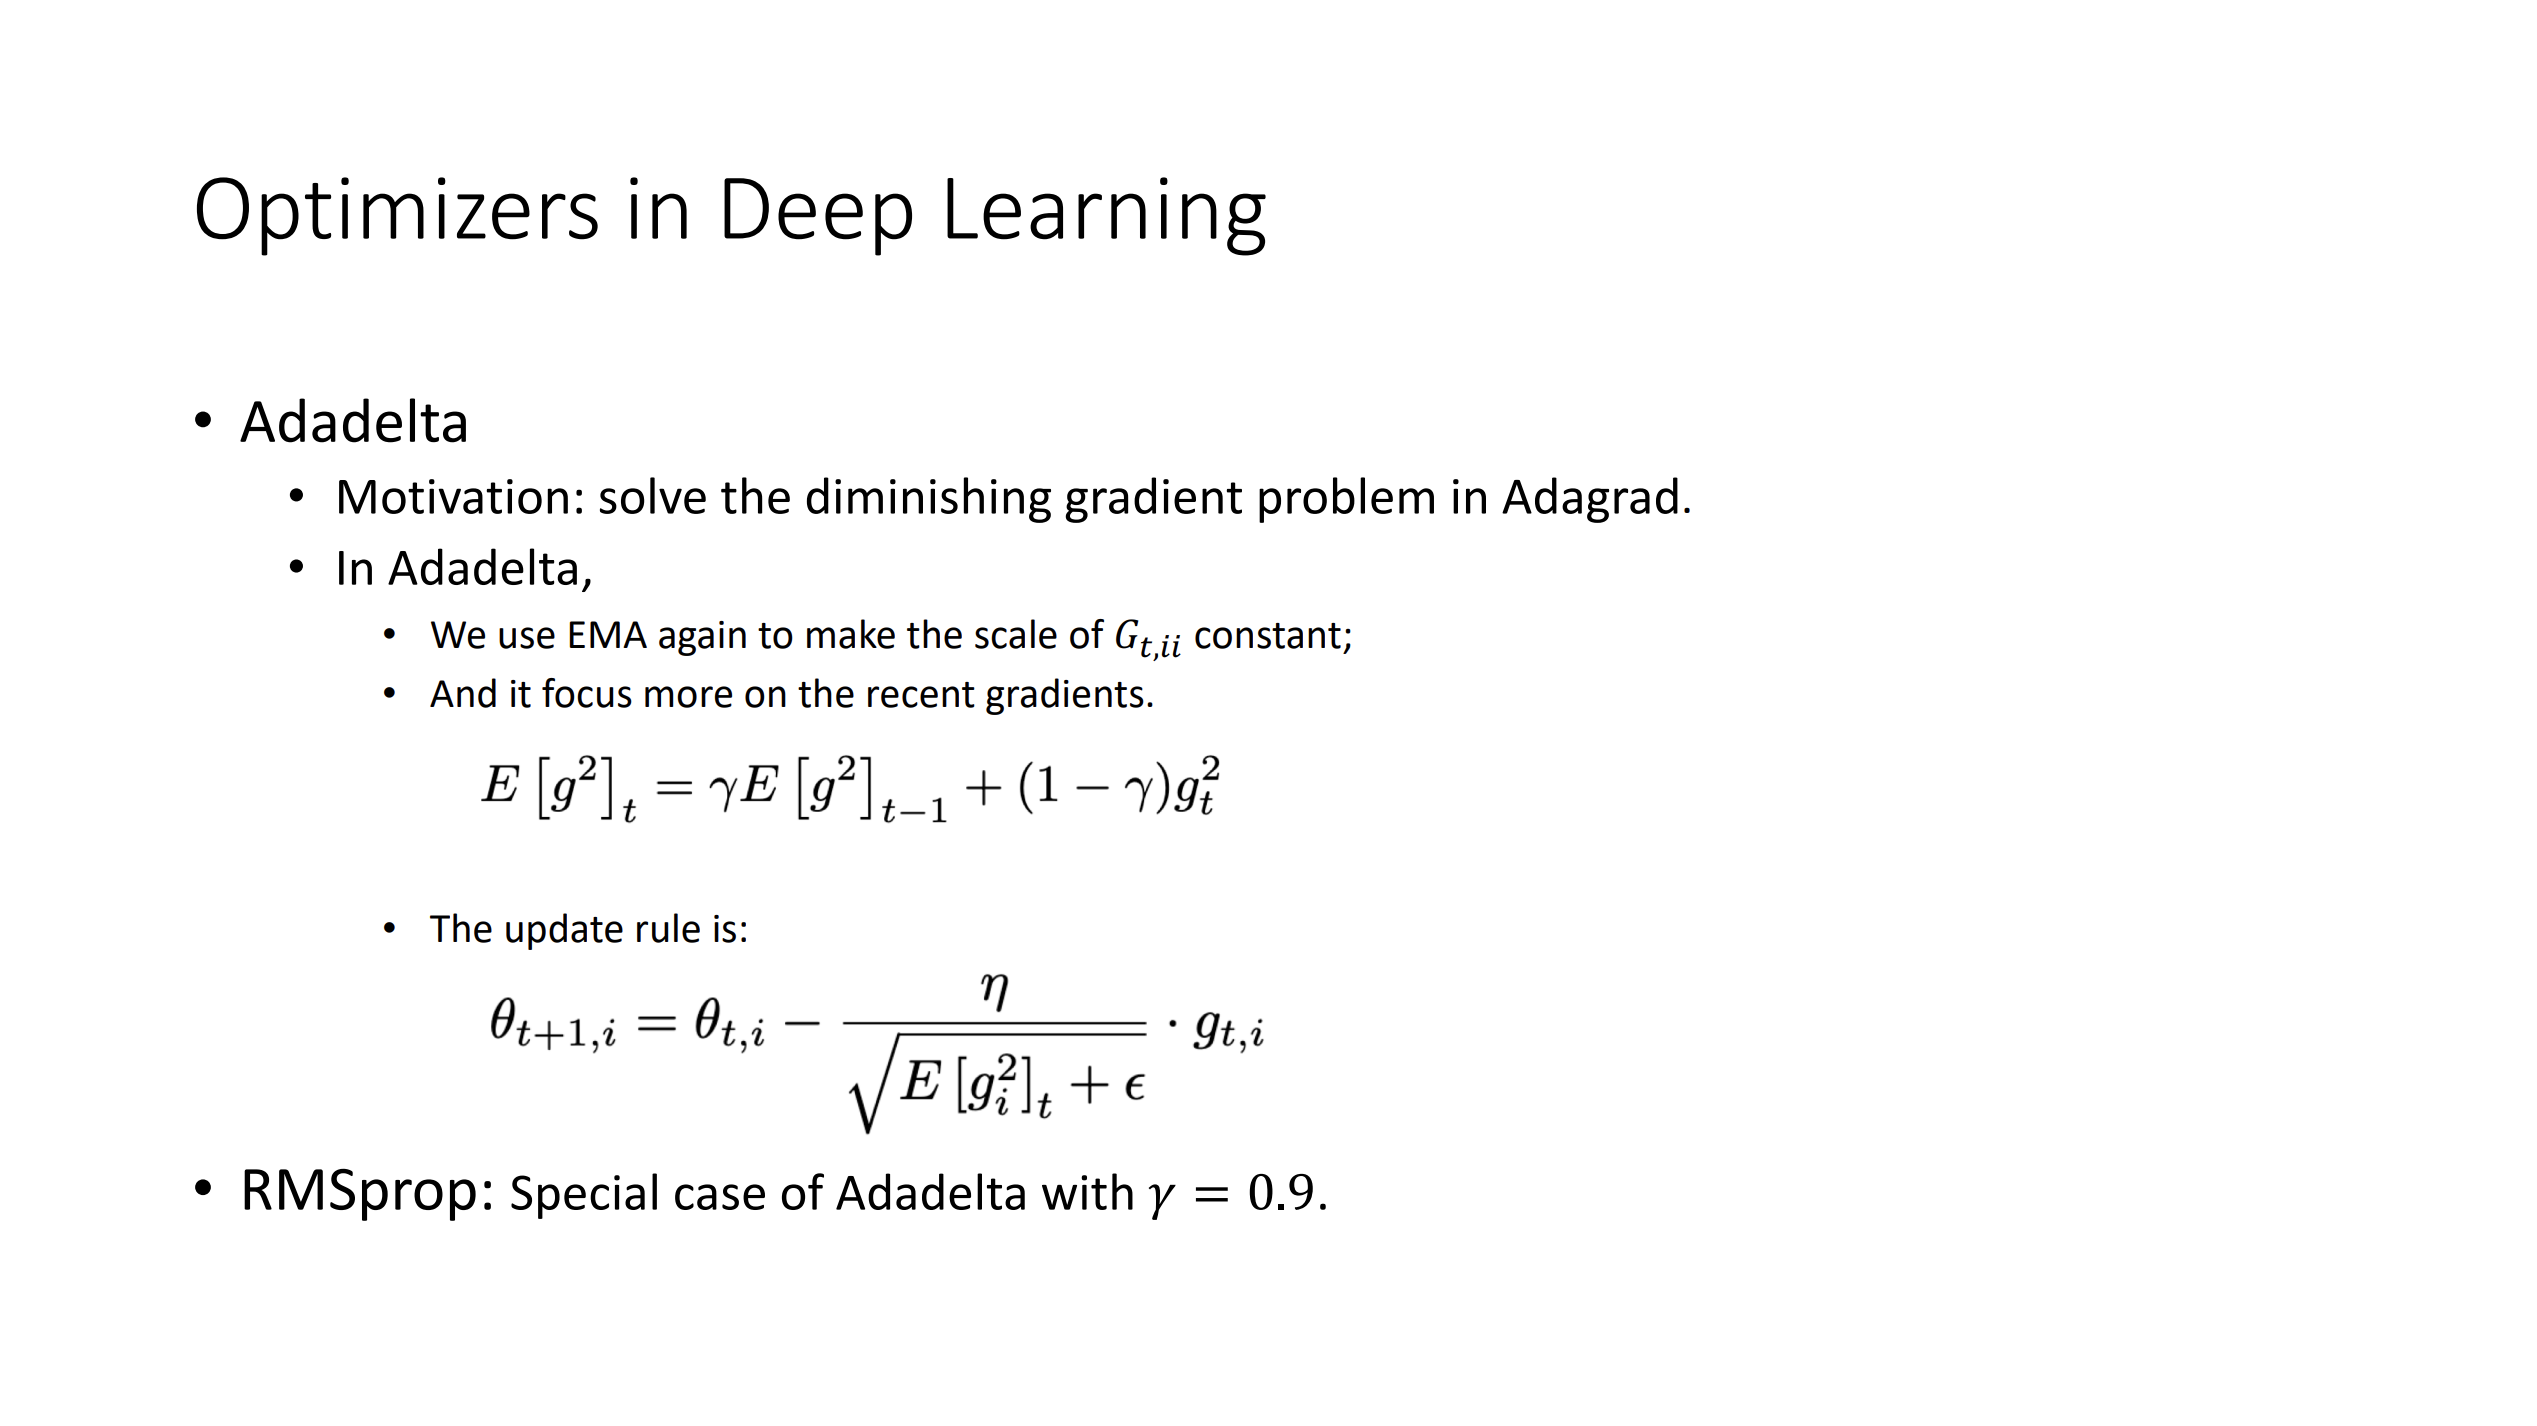 Optimizers in Deep Learning
• Adadelta
• Motivation: solve the diminishing gradient problem in Adagrad.
• In Adadelta,
• We use EMA again to make the scale of $G_{t,ii}$ constant;
• And it focus more on the recent gradients.
$E\left[g^2\right]_t = \gamma E\left[g^2\right]_{t-1} + (1 - \gamma)g_t^2$
• The update rule is:
$\theta_{t+1,i} = \theta_{t,i} - \frac{\eta}{\sqrt{E\left[g_i^2\right]_t + \epsilon}} \cdot g_{t,i}$
• RMSprop: Special case of Adadelta with $\gamma = 0.9$.